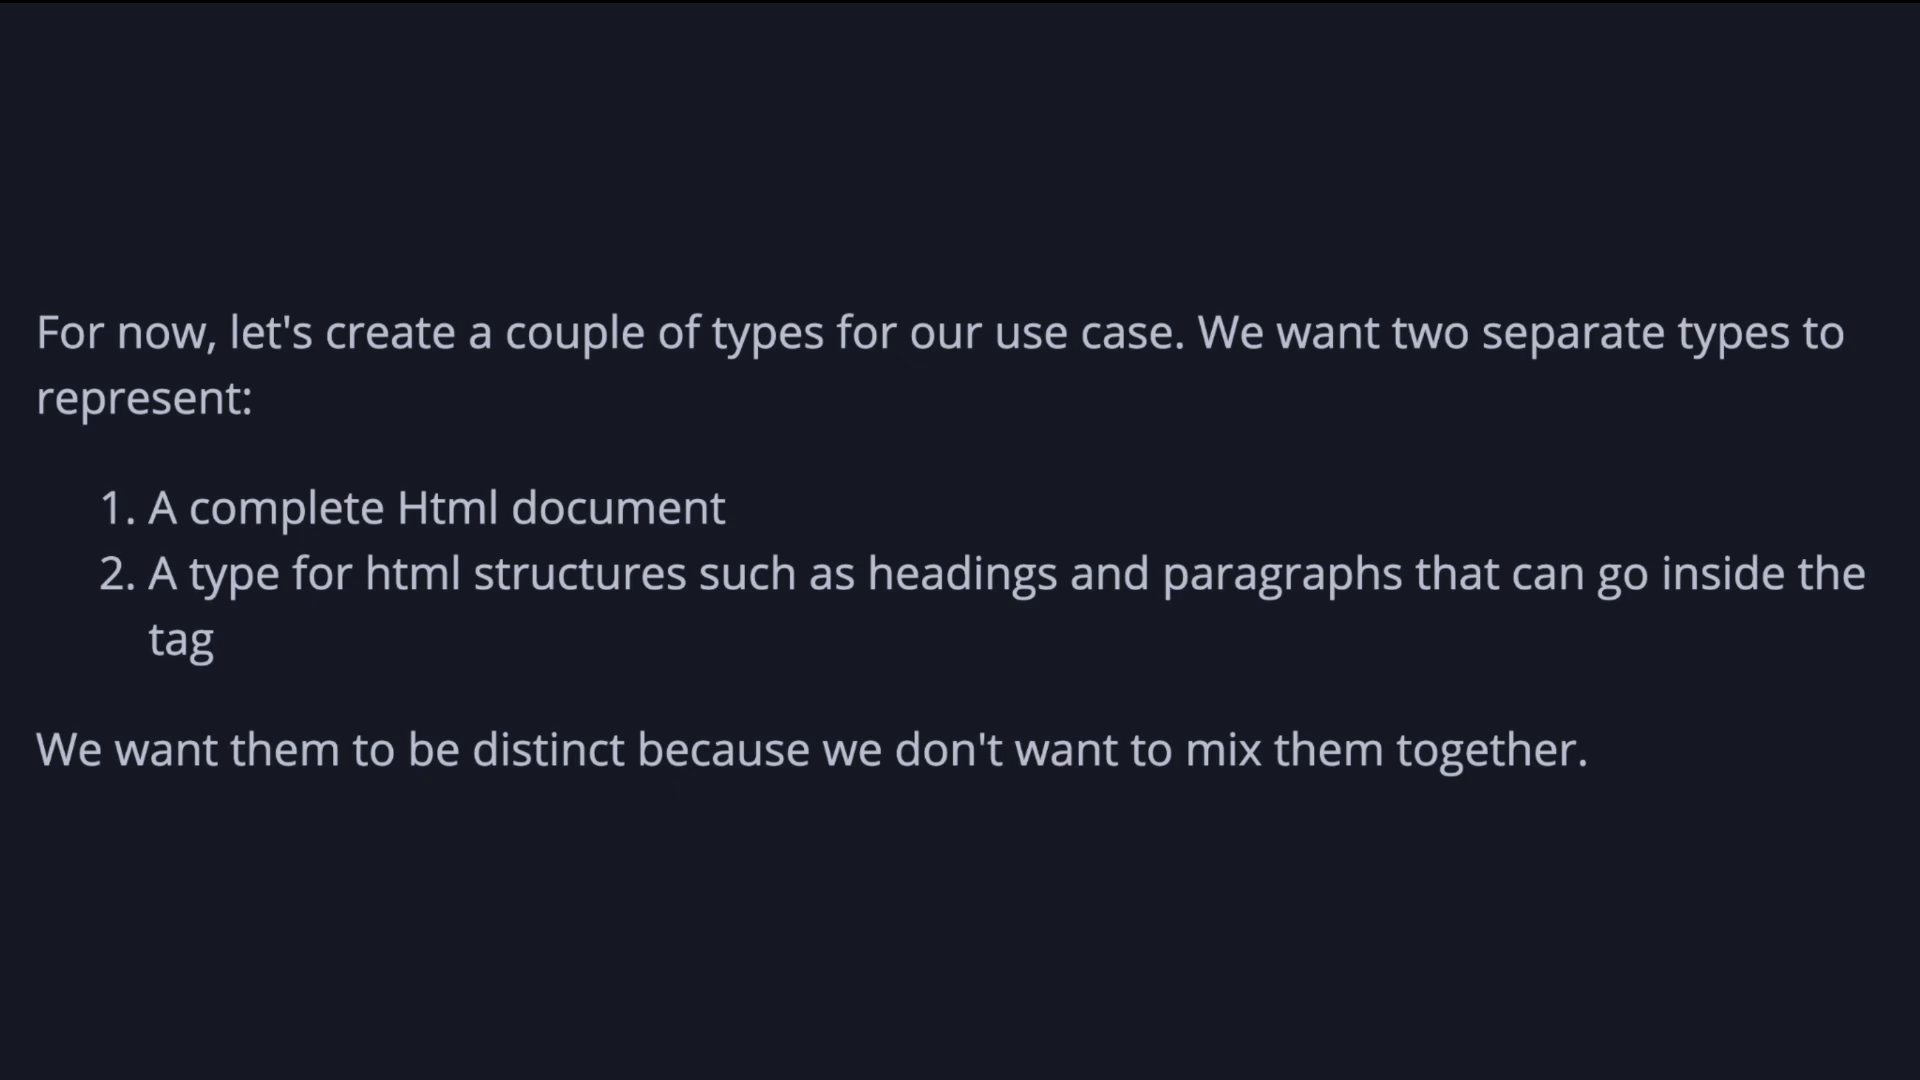 For now, let's create a couple of types for our use case. We want two separate types to
represent:
1. A complete Html document
2. A type for html structures such as headings and paragraphs that can go inside the
tag
We want them to be distinct because we don't want to mix them together.